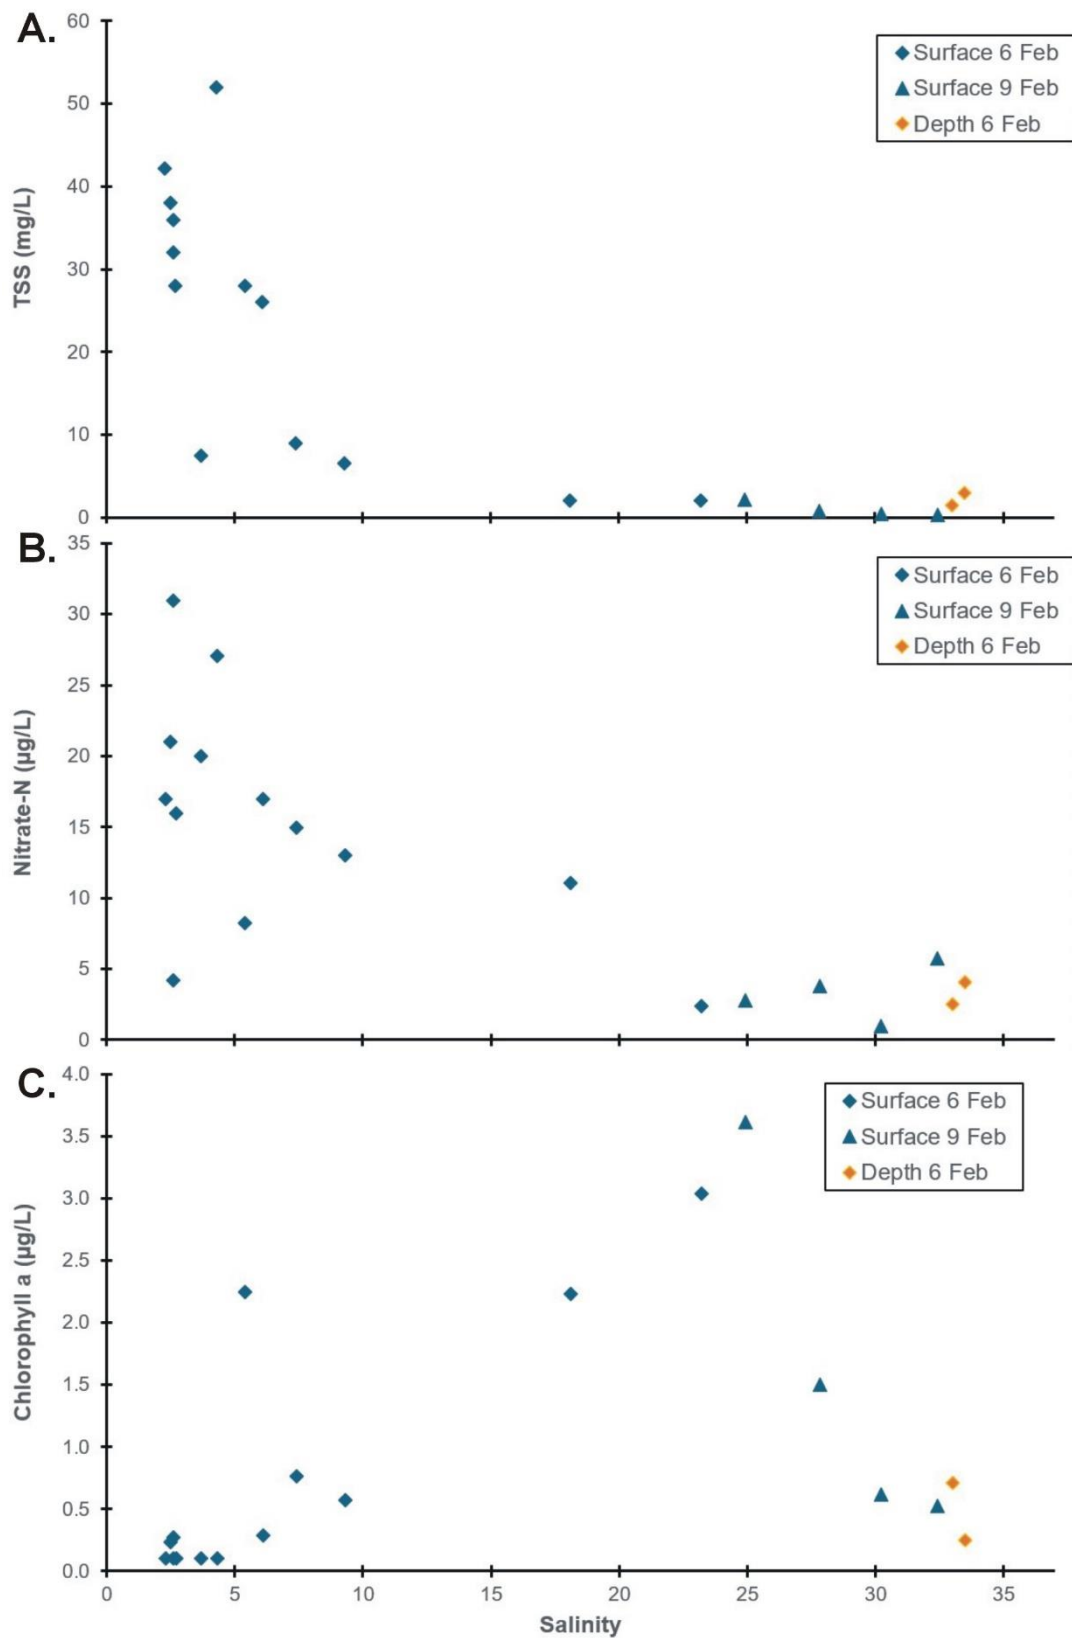 A.
60
50
40
30
20
10
0
TSS (mg/L)
Surface 6 Feb
Surface 9 Feb
Depth 6 Feb
B.
35
30
25
20
15
10
5
0
Nitrate-N (µg/L)
Surface 6 Feb
Surface 9 Feb
Depth 6 Feb
C.
4.0
3.5
3.0
2.5
2.0
1.5
1.0
0.5
0.0
Chlorophyll a (µg/L)
Surface 6 Feb
Surface 9 Feb
Depth 6 Feb
0 5 10 15 20 25 30 35
Salinity